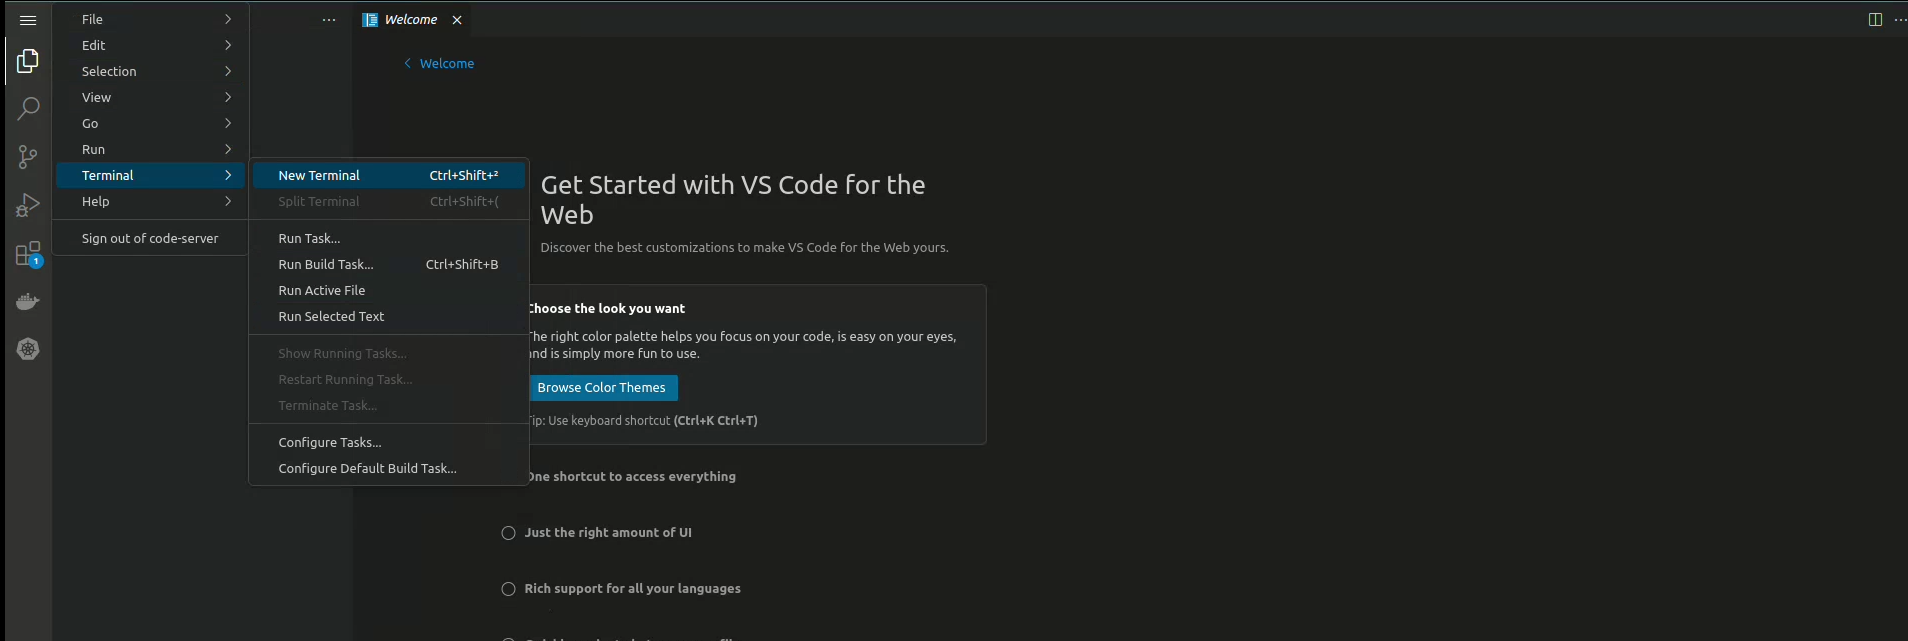 File
Edit
Selection
View
Go
Run
Terminal
Help
Sign out of code-server
New Terminal Ctrl+Shift+²
Split Terminal Ctrl+Shift+(
Run Task...
Run Build Task... Ctrl+Shift+B
Run Active File
Run Selected Text
Show Running Tasks...
Restart Running Task...
Terminate Task...
Configure Tasks...
Configure Default Build Task...
1
Welcome
Welcome
Get Started with VS Code for the
Web
Discover the best customizations to make VS Code for the Web yours.
Choose the look you want
The right color palette helps you focus on your code, is easy on your eyes,
and is simply more fun to use.
Browse Color Themes
Tip: Use keyboard shortcut (Ctrl+K Ctrl+T)
One shortcut to access everything
Just the right amount of UI
Rich support for all your languages